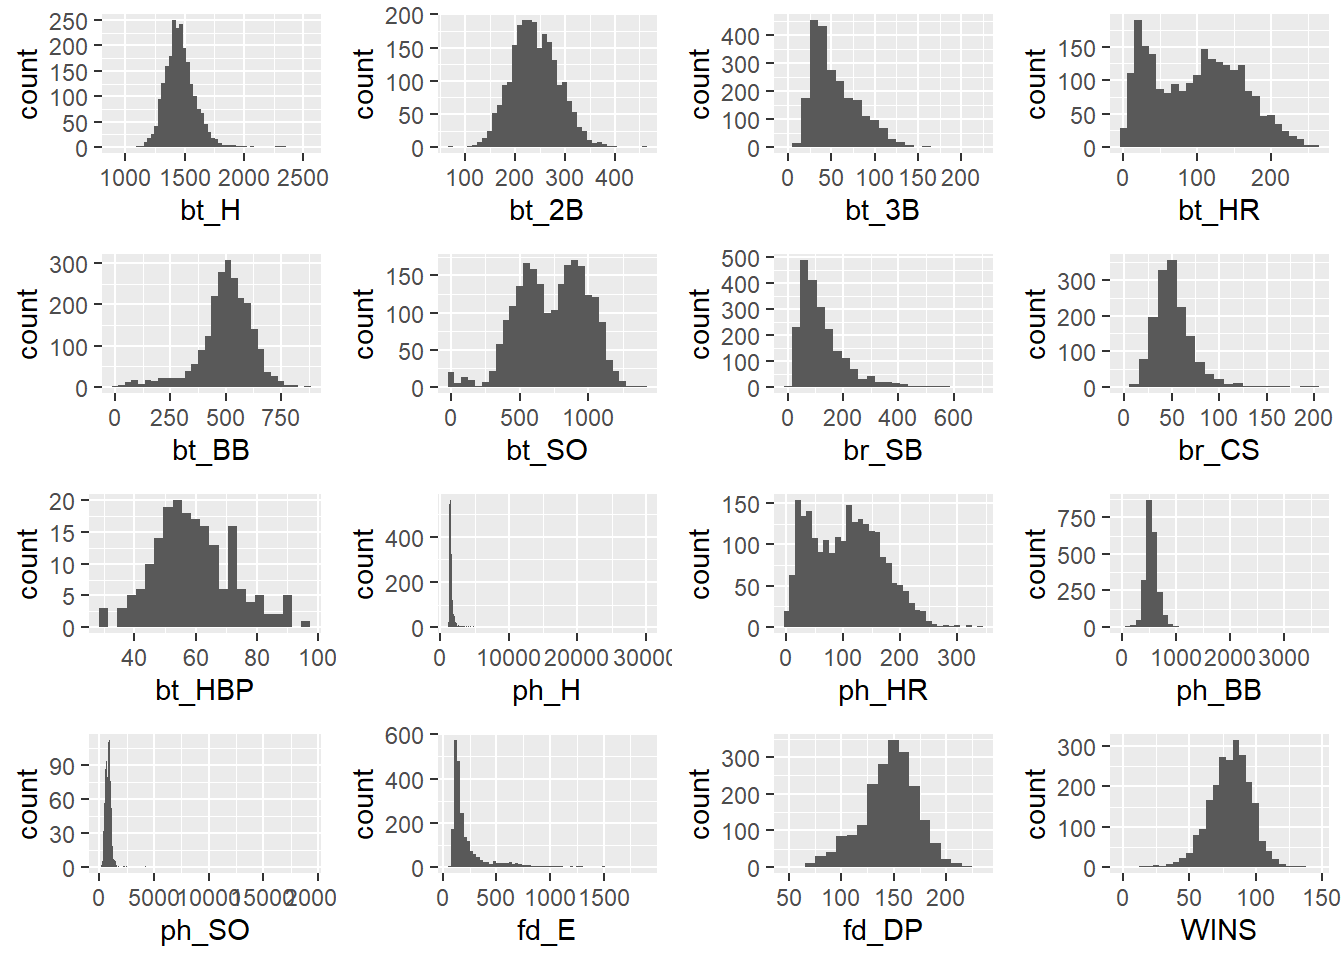 count 250 200 150 100 50 0
1000 1500 2000 2500
bt_H
count 200 150 100 50 0
100 200 300 400
bt_2B
count 400 300 200 100 0
0 50 100 150 200
bt_3B
count 150 100 50 0
0 100 200
bt_HR
count 300 200 100 0
0 250 500 750
bt_BB
count 150 100 50 0
0 500 1000
bt_SO
count 500 400 300 200 100 0
0 200 400 600
br_SB
count 300 200 100 0
0 50 100 150 200
br_CS
count 20 15 10 5 0
40 60 80 100
bt_HBP
count 400 200 0
0 10000 20000 30000
ph_H
count 150 100 50 0
0 100 200 300
ph_HR
count 750 500 250 0
0 1000 2000 3000
ph_BB
count 90 60 30 0
0 5000 10000 15000 2000
ph_SO
count 600 400 200 0
0 500 1000 1500
fd_E
count 300 200 100 0
50 100 150 200
fd_DP
count 300 200 100 0
0 50 100 150
WINS